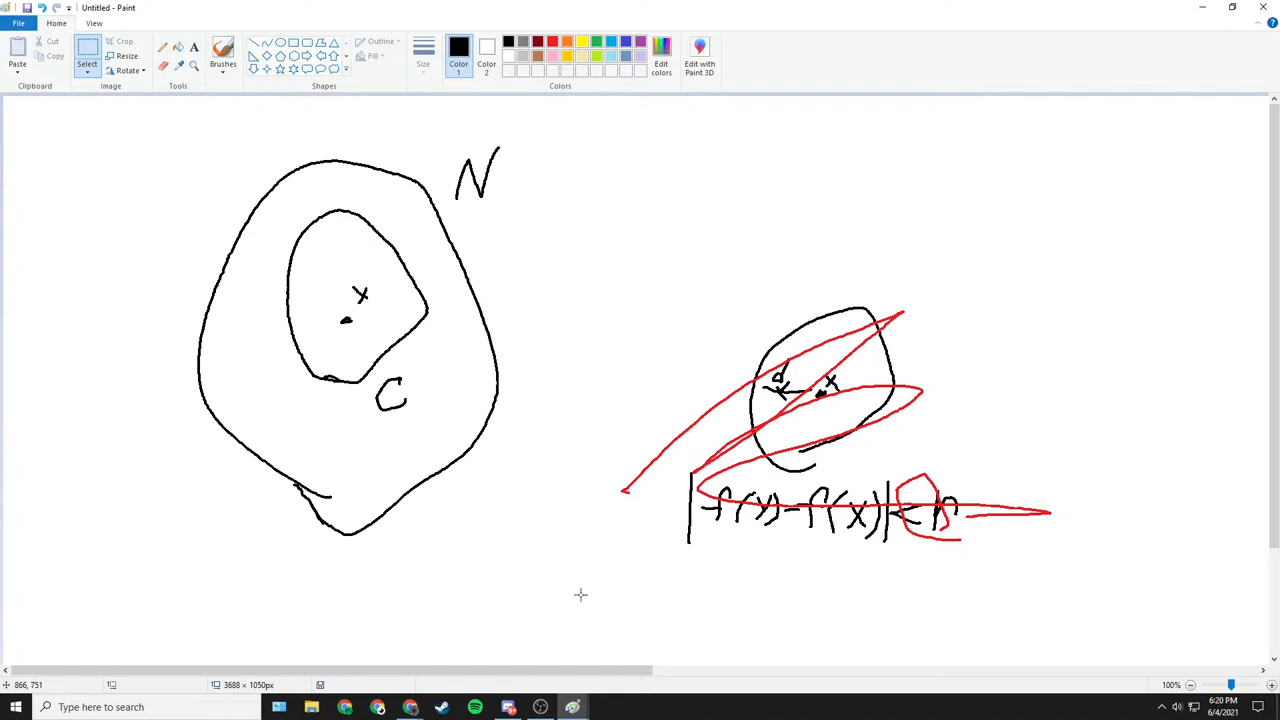 Untitled - Paint
File Home View
Paste Cut Copy Clipboard
Select Crop Resize Rotate Image
Tools
Brushes
Outline Fill Shapes
Size
Color 1 Color 2 Edit colors Colors
Edit with Paint 3D
N
x
C
x
|f(y)-f(x)|<
866, 751
3688 × 1050px
100%
Type here to search
6:20 PM
6/4/2021